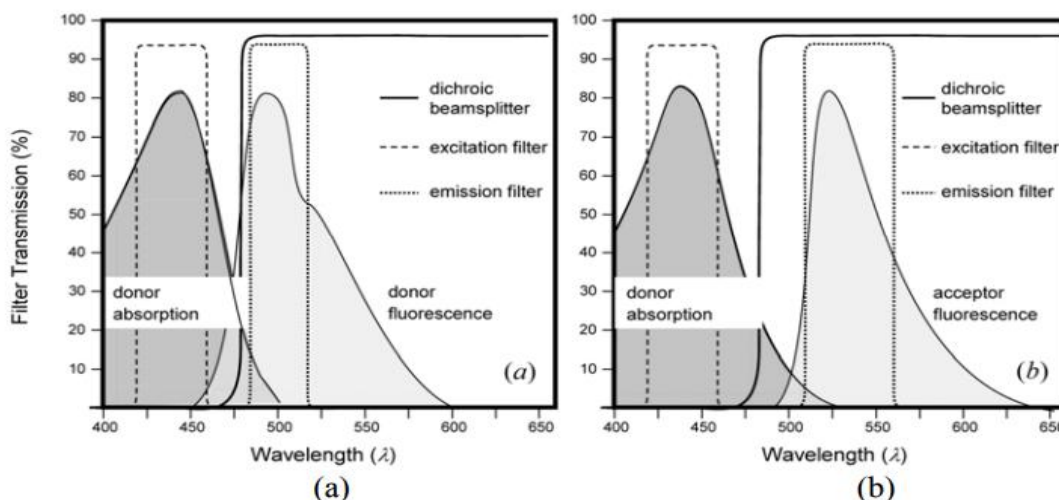 Filter Transmission (%)
100
90
80
70
60
50
40
30
20
10
dichroic
beamsplitter
excitation filter
emission filter
donor
absorption
donor
fluorescence
(a)
400 450 500 550 600 650
Wavelength (λ)
(a)
100
90
80
70
60
50
40
30
20
10
dichroic
beamsplitter
excitation filter
emission filter
donor
absorption
acceptor
fluorescence
(b)
400 450 500 550 600 650
Wavelength (λ)
(b)